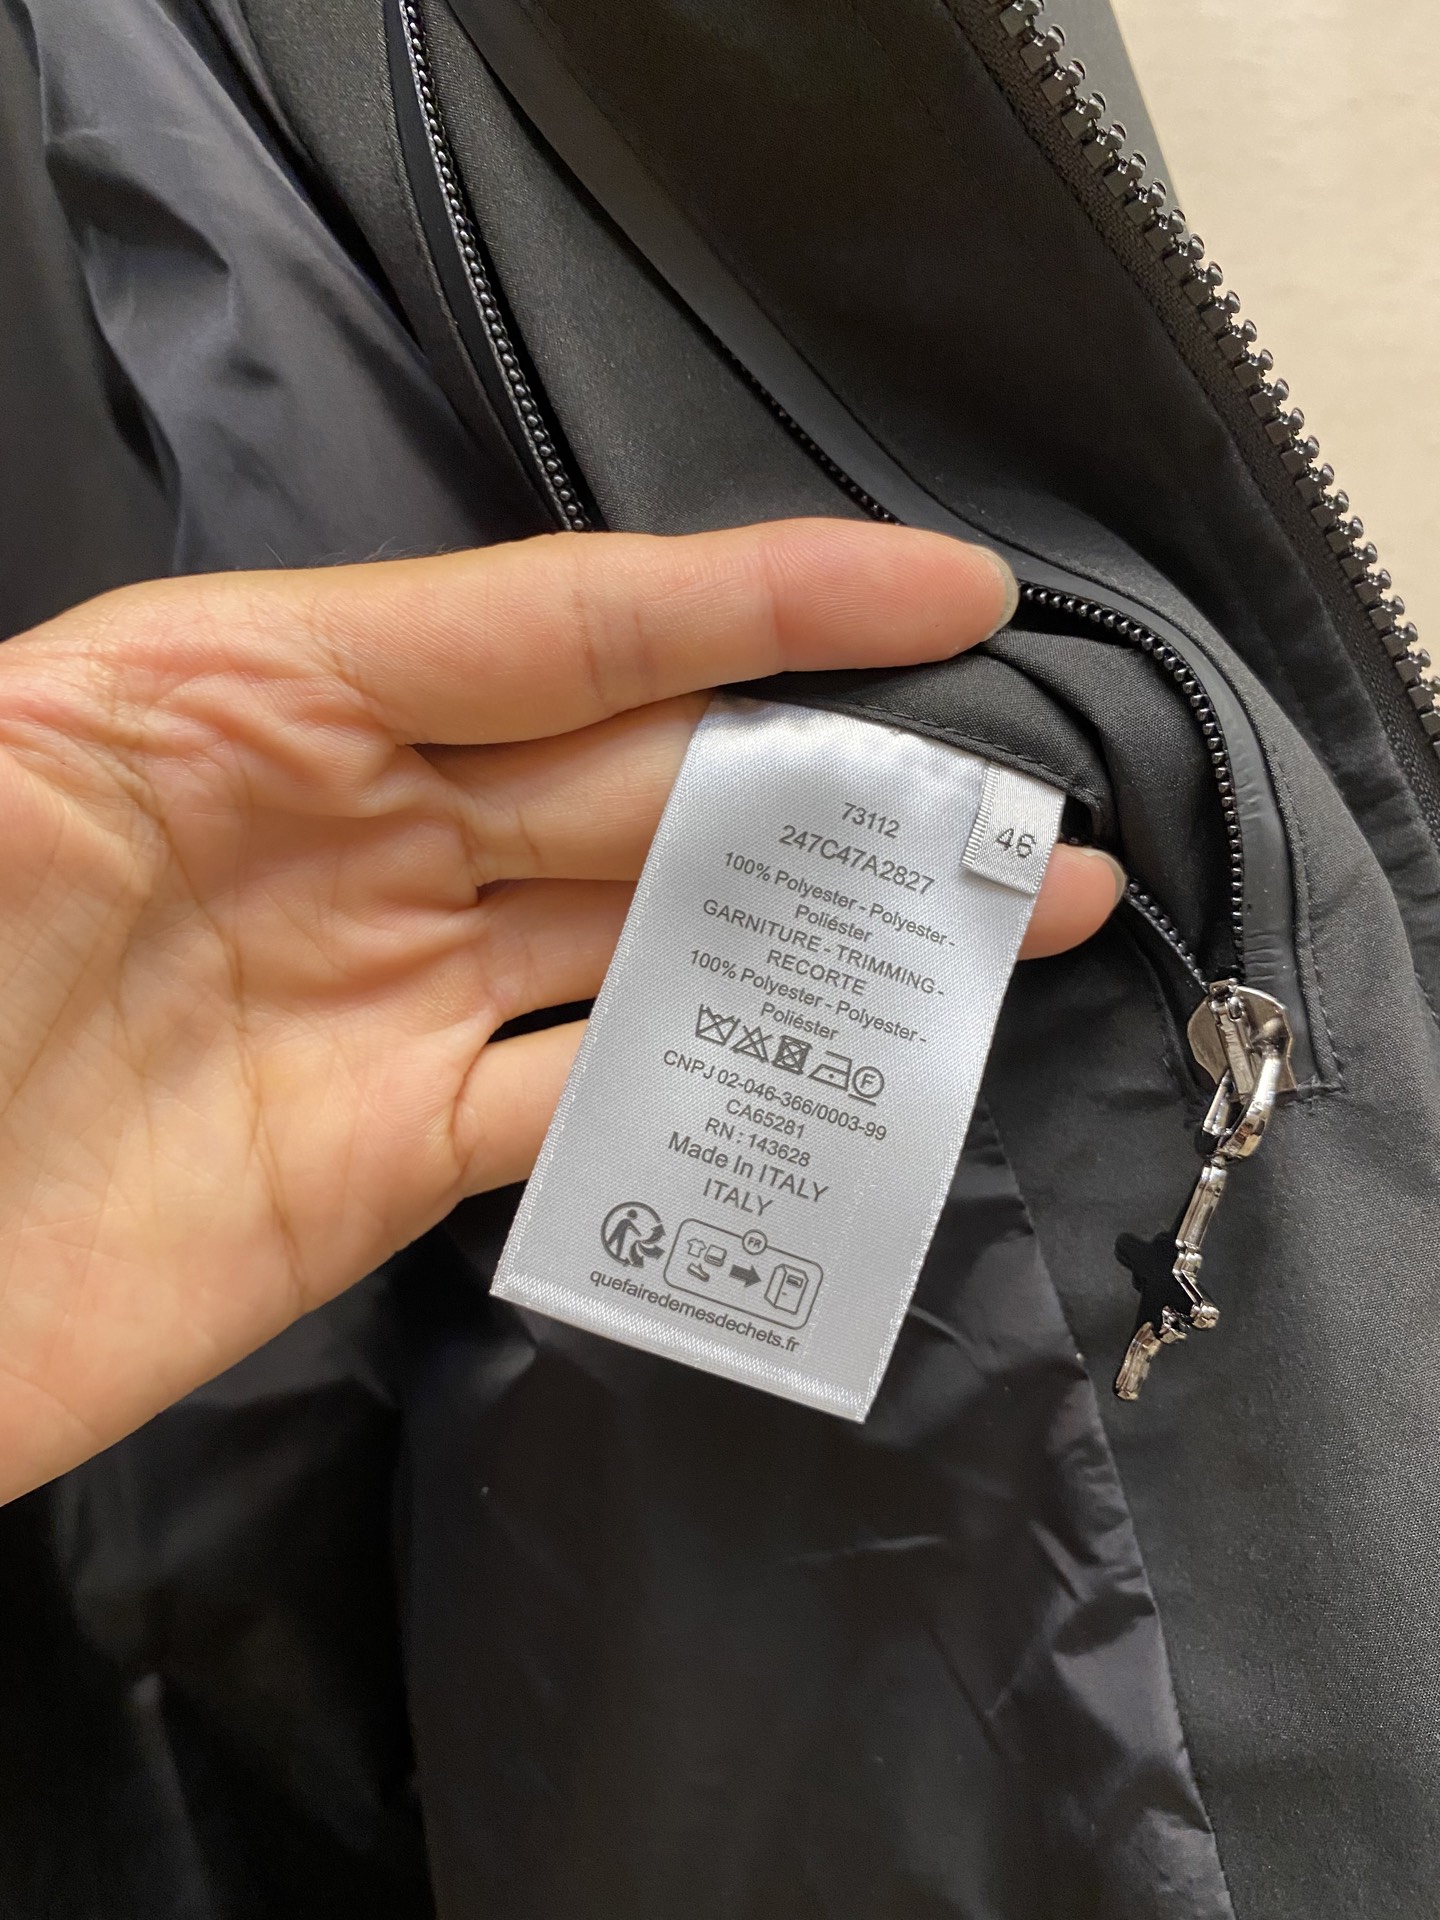 73112
46
247C47A2827
100% Polyester - Polyester -
Poliéster
GARNITURE - TRIMMING -
RECORTE
100% Polyester - Polyester -
Poliéster
F
CNPJ 02-046-366/0003-99
CA65281
RN : 143628
Made In ITALY
ITALY
FR
quefairedemesdechets.fr